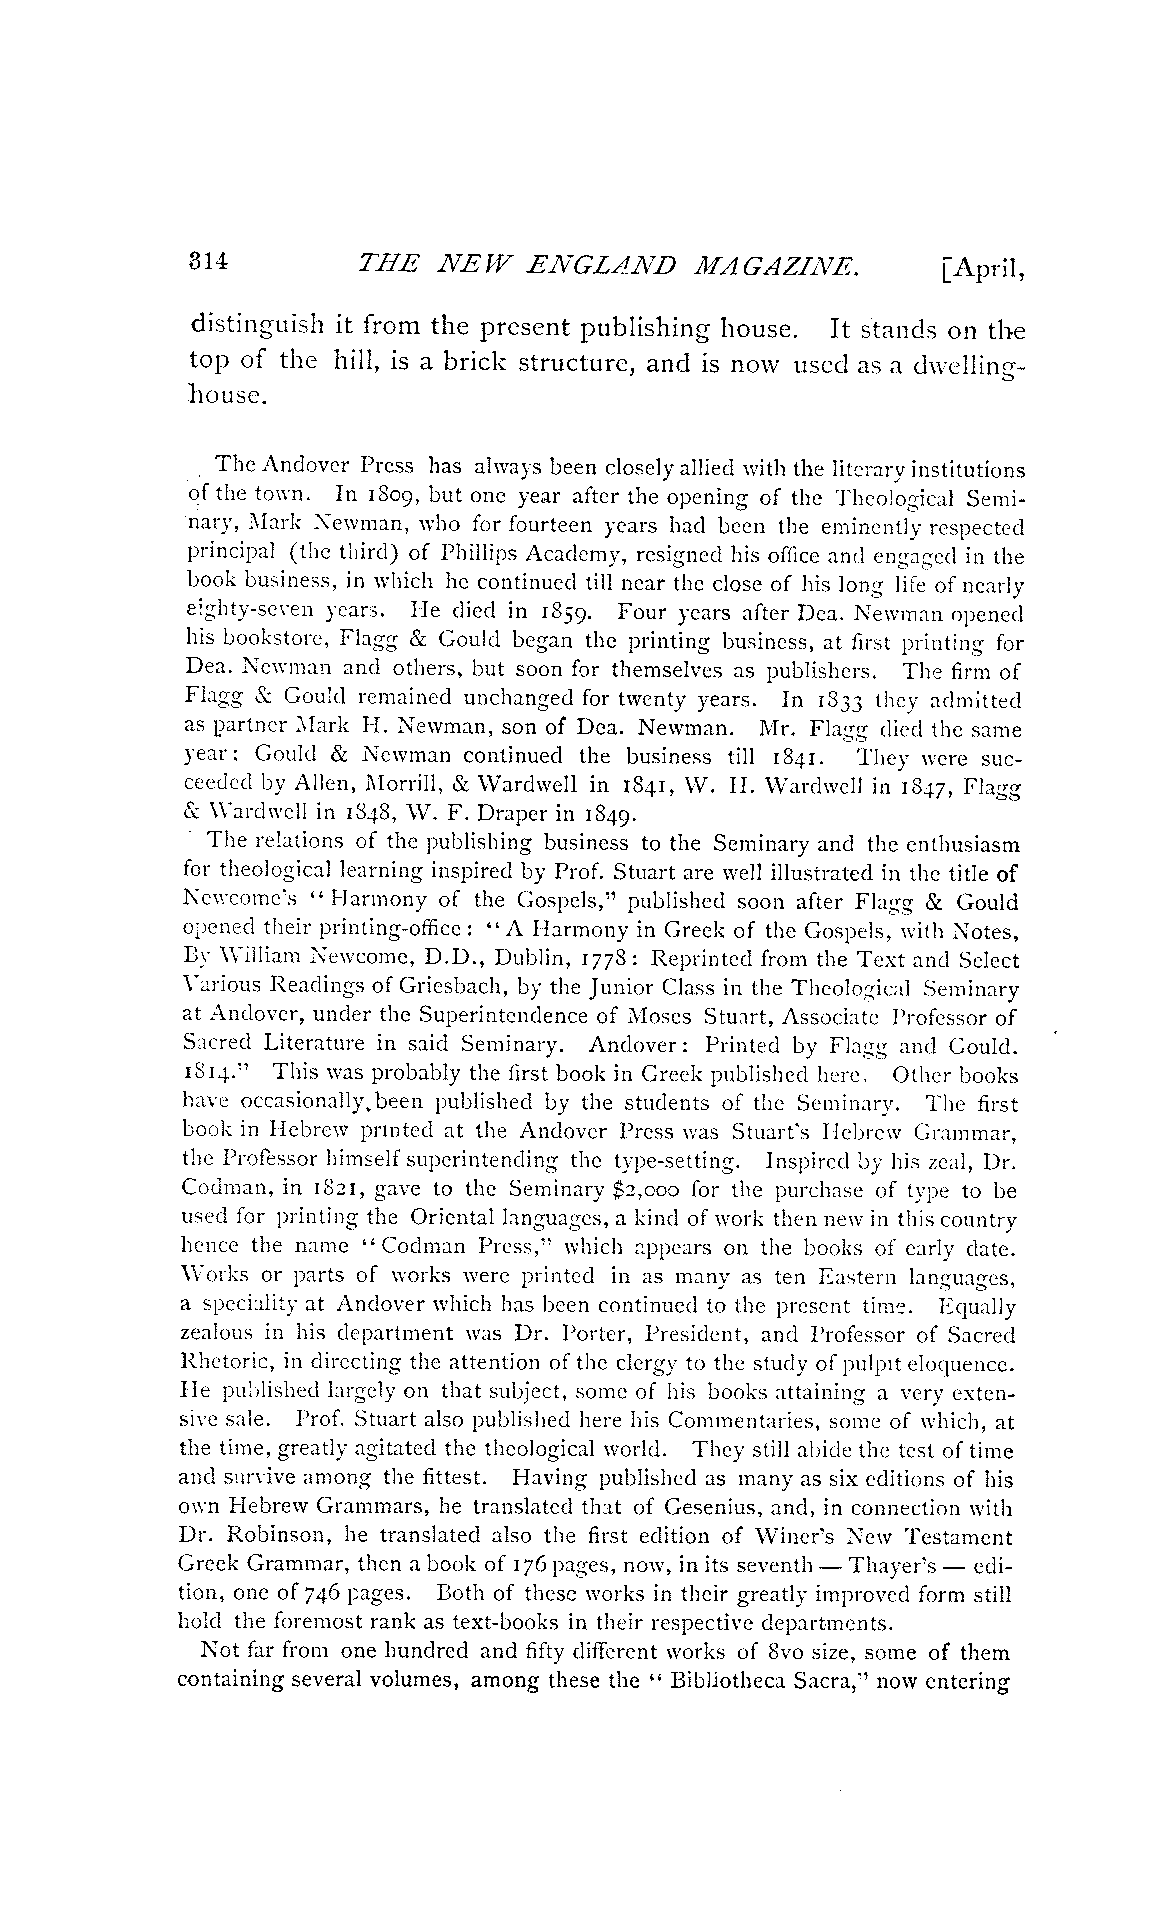 314 THE NEW ENGLAND MAGAZINE. [April,
distinguish it from the present publishing house. It stands on the
top of the hill, is a brick structure, and is now used as a dwelling-
house.
The Andover Press has always been closely allied with the literary institutions
of the town. In 1809, but one year after the opening of the Theological Semi-
nary, Mark Newman, who for fourteen years had been the eminently respected
principal (the third) of Phillips Academy, resigned his office and engaged in the
book business, in which he continued till near the close of his long life of nearly
eighty-seven years. He died in 1859. Four years after Dea. Newman opened
his bookstore, Flagg & Gould began the printing business, at first printing for
Dea. Newman and others, but soon for themselves as publishers. The firm of
Flagg & Gould remained unchanged for twenty years. In 1833 they admitted
as partner Mark H. Newman, son of Dea. Newman. Mr. Flagg died the same
year: Gould & Newman continued the business till 1841. They were suc-
ceeded by Allen, Morrill, & Wardwell in 1841, W. H. Wardwell in 1847, Flagg
& Wardwell in 1848, W. F. Draper in 1849.
The relations of the publishing business to the Seminary and the enthusiasm
for theological learning inspired by Prof. Stuart are well illustrated in the title of
Newcome's "Harmony of the Gospels," published soon after Flagg & Gould
opened their printing-office: "A Harmony in Greek of the Gospels, with Notes,
By William Newcome, D.D., Dublin, 1778: Reprinted from the Text and Select
Various Readings of Griesbach, by the Junior Class in the Theological Seminary
at Andover, under the Superintendence of Moses Stuart, Associate Professor of
Sacred Literature in said Seminary. Andover: Printed by Flagg and Gould.
1814." This was probably the first book in Greek published here. Other books
have occasionally been published by the students of the Seminary. The first
book in Hebrew printed at the Andover Press was Stuart's Hebrew Grammar,
the Professor himself superintending the type-setting. Inspired by his zeal, Dr.
Codman, in 1821, gave to the Seminary $2,000 for the purchase of type to be
used for printing the Oriental languages, a kind of work then new in this country
hence the name "Codman Press," which appears on the books of early date.
Works or parts of works were printed in as many as ten Eastern languages,
a speciality at Andover which has been continued to the present time. Equally
zealous in his department was Dr. Porter, President, and Professor of Sacred
Rhetoric, in directing the attention of the clergy to the study of pulpit eloquence.
He published largely on that subject, some of his books attaining a very exten-
sive sale. Prof. Stuart also published here his Commentaries, some of which, at
the time, greatly agitated the theological world. They still abide the test of time
and survive among the fittest. Having published as many as six editions of his
own Hebrew Grammars, he translated that of Gesenius, and, in connection with
Dr. Robinson, he translated also the first edition of Winer's New Testament
Greek Grammar, then a book of 176 pages, now, in its seventh — Thayer's — edi-
tion, one of 746 pages. Both of these works in their greatly improved form still
hold the foremost rank as text-books in their respective departments.
Not far from one hundred and fifty different works of 8vo size, some of them
containing several volumes, among these the "Bibliotheca Sacra," now entering